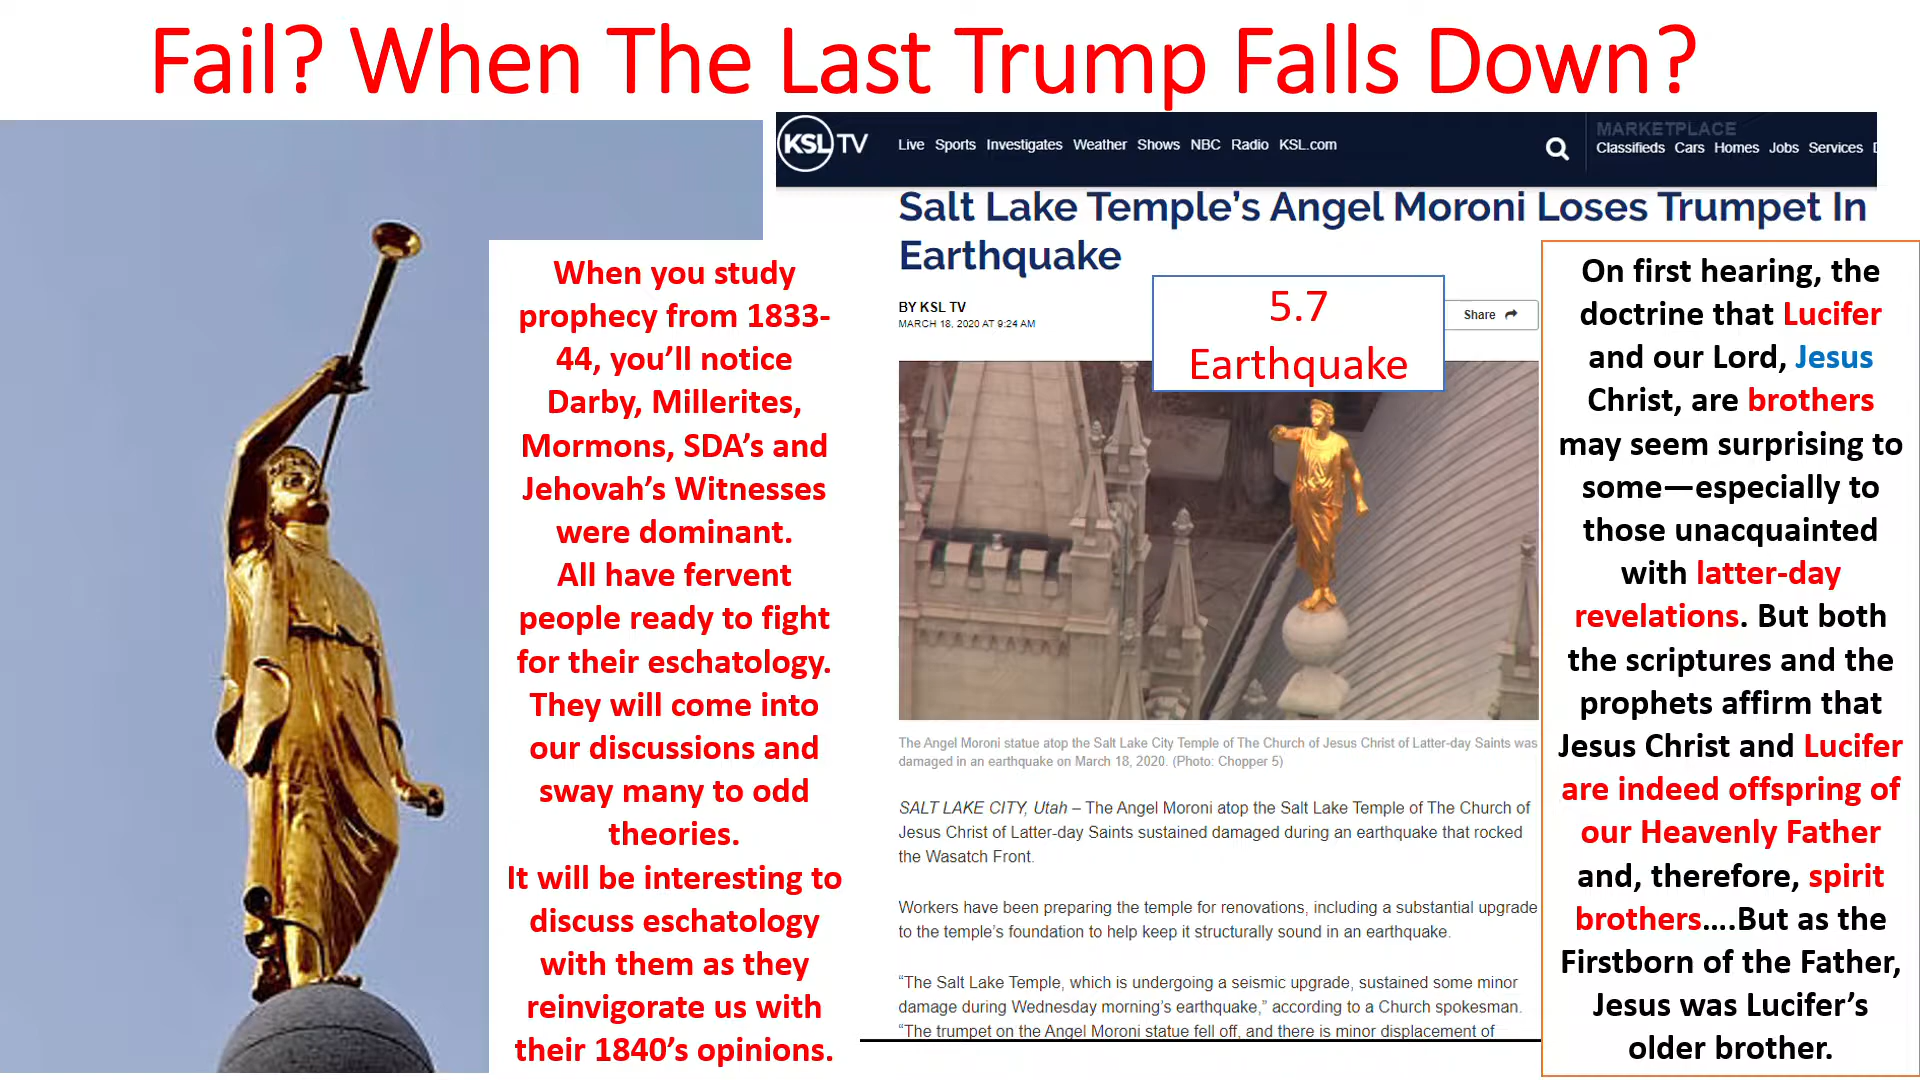 Fail? When The Last Trump Falls Down?
When you study
prophecy from 1833-
44, you’ll notice
Darby, Millerites,
Mormons, SDA’s and
Jehovah’s Witnesses
were dominant.
All have fervent
people ready to fight
for their eschatology.
They will come into
our discussions and
sway many to odd
theories.
It will be interesting to
discuss eschatology
with them as they
reinvigorate us with
their 1840’s opinions.
KSL TV
Live Sports Investigates Weather Shows NBC Radio KSL.com
MARKETPLACE
Classifieds Cars Homes Jobs Services
Salt Lake Temple’s Angel Moroni Loses Trumpet In
Earthquake
BY KSL TV
MARCH 18, 2020 AT 9:24 AM
5.7
Earthquake
Share
The Angel Moroni statue atop the Salt Lake City Temple of The Church of Jesus Christ of Latter-day Saints was
damaged in an earthquake on March 18, 2020. (Photo: Chopper 5)
SALT LAKE CITY, Utah – The Angel Moroni atop the Salt Lake Temple of The Church of
Jesus Christ of Latter-day Saints sustained damaged during an earthquake that rocked
the Wasatch Front.
Workers have been preparing the temple for renovations, including a substantial upgrade
to the temple’s foundation to help keep it structurally sound in an earthquake.
“The Salt Lake Temple, which is undergoing a seismic upgrade, sustained some minor
damage during Wednesday morning’s earthquake,” according to a Church spokesman.
“The trumpet on the Angel Moroni statue fell off, and there is minor displacement of
On first hearing, the
doctrine that Lucifer
and our Lord, Jesus
Christ, are brothers
may seem surprising to
some—especially to
those unacquainted
with latter-day
revelations. But both
the scriptures and the
prophets affirm that
Jesus Christ and Lucifer
are indeed offspring of
our Heavenly Father
and, therefore, spirit
brothers….But as the
Firstborn of the Father,
Jesus was Lucifer’s
older brother.